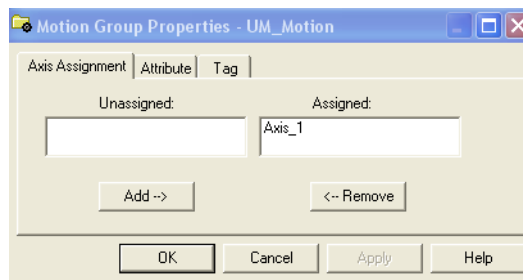 Motion Group Properties - UM_Motion
Axis Assignment Attribute Tag
Unassigned: Assigned:
Axis_1
Add --> <-- Remove
OK Cancel Apply Help